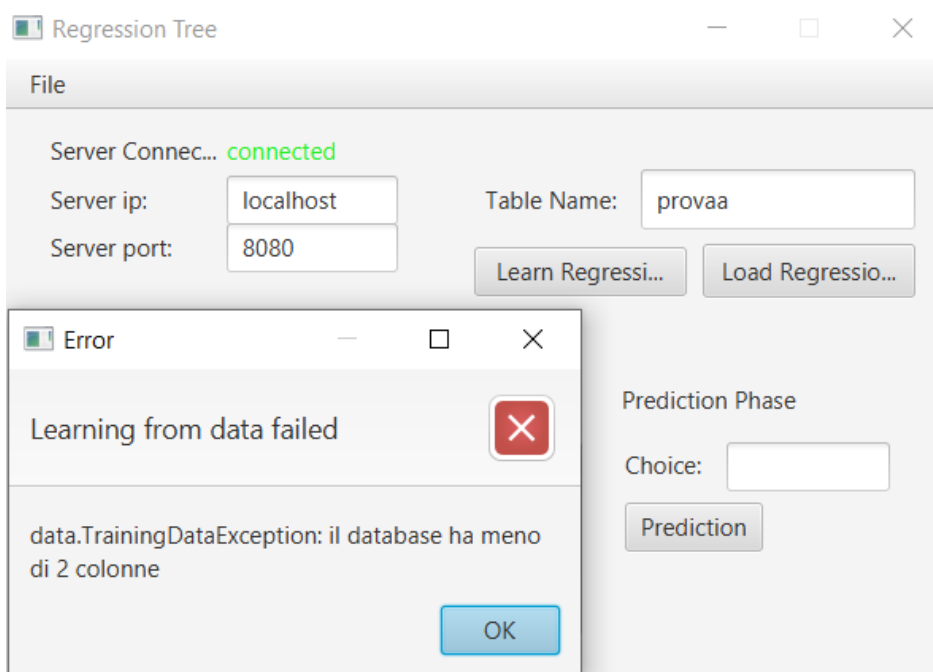 Regression Tree
File
Server Connec... connected
Server ip: localhost
Table Name: provaa
Server port: 8080
Learn Regressi... Load Regressio...
Error
Learning from data failed
data.TrainingDataException: il database ha meno
di 2 colonne
OK
Prediction Phase
Choice:
Prediction